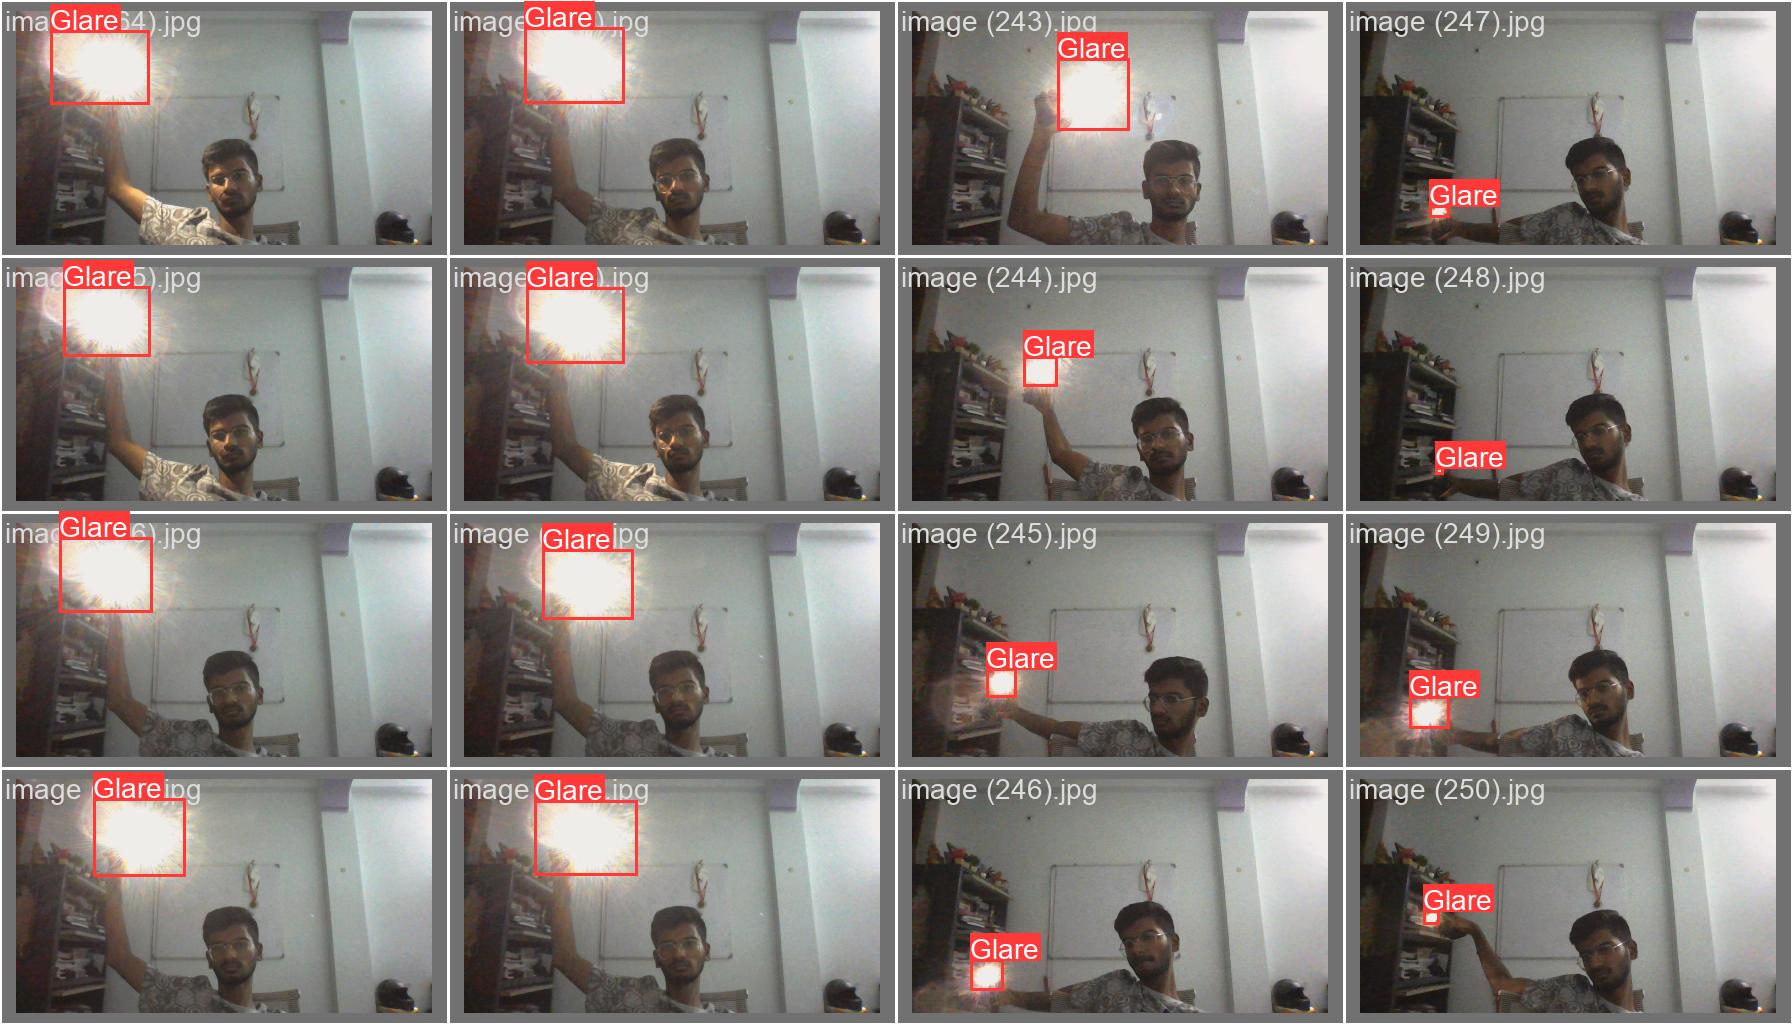 Glare
Glare
image (243).jpg
Glare
image (247).jpg
Glare
Glare
Glare
image (244).jpg
Glare
image (248).jpg
Glare
Glare
image
Glare
image (245).jpg
Glare
image (249).jpg
Glare
image
Glare
image
Glare
image (246).jpg
Glare
image (250).jpg
Glare